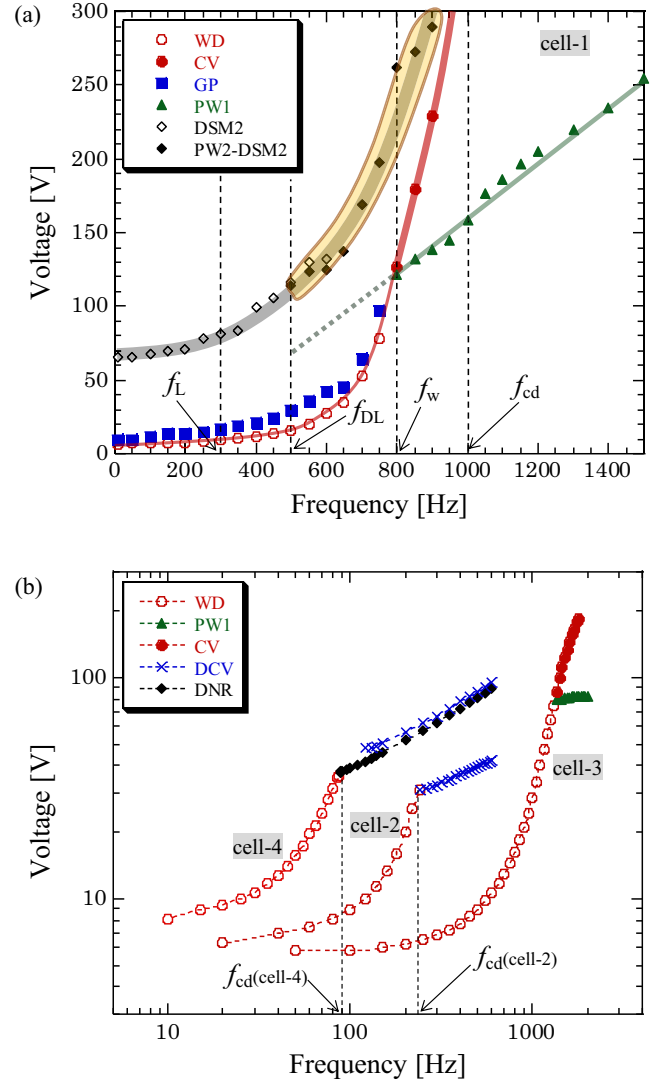 (a)
300
250
200
150
100
50
0
Voltage [V]
WD
CV
GP
PW1
DSM2
PW2-DSM2
cell-1
fL
fDL
fw
fcd
0 200 400 600 800 1000 1200 1400
Frequency [Hz]
(b)
WD
PW1
CV
DCV
DNR
100
10
Voltage [V]
cell-4
cell-2
cell-3
fcd(cell-4)
fcd(cell-2)
10 100 1000
Frequency [Hz]